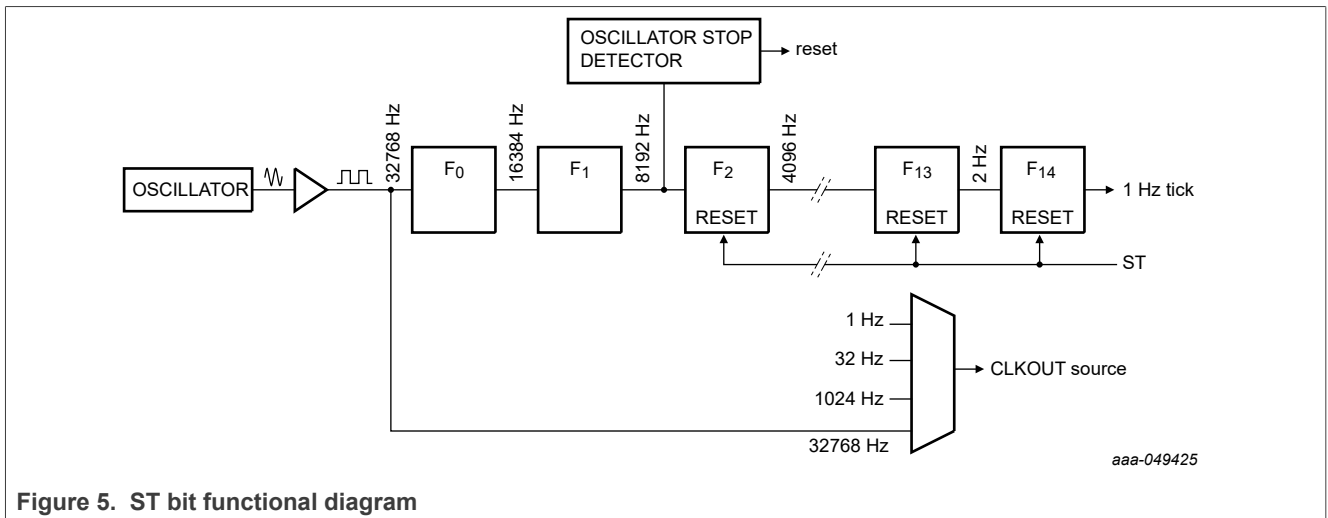 OSCILLATOR STOP
DETECTOR
reset
32768 Hz
16384 Hz
8192 Hz
4096 Hz
2 Hz
OSCILLATOR
F0
F1
F2
RESET
F13
RESET
F14
RESET
1 Hz tick
ST
1 Hz
32 Hz
1024 Hz
32768 Hz
CLKOUT source
aaa-049425
Figure 5. ST bit functional diagram